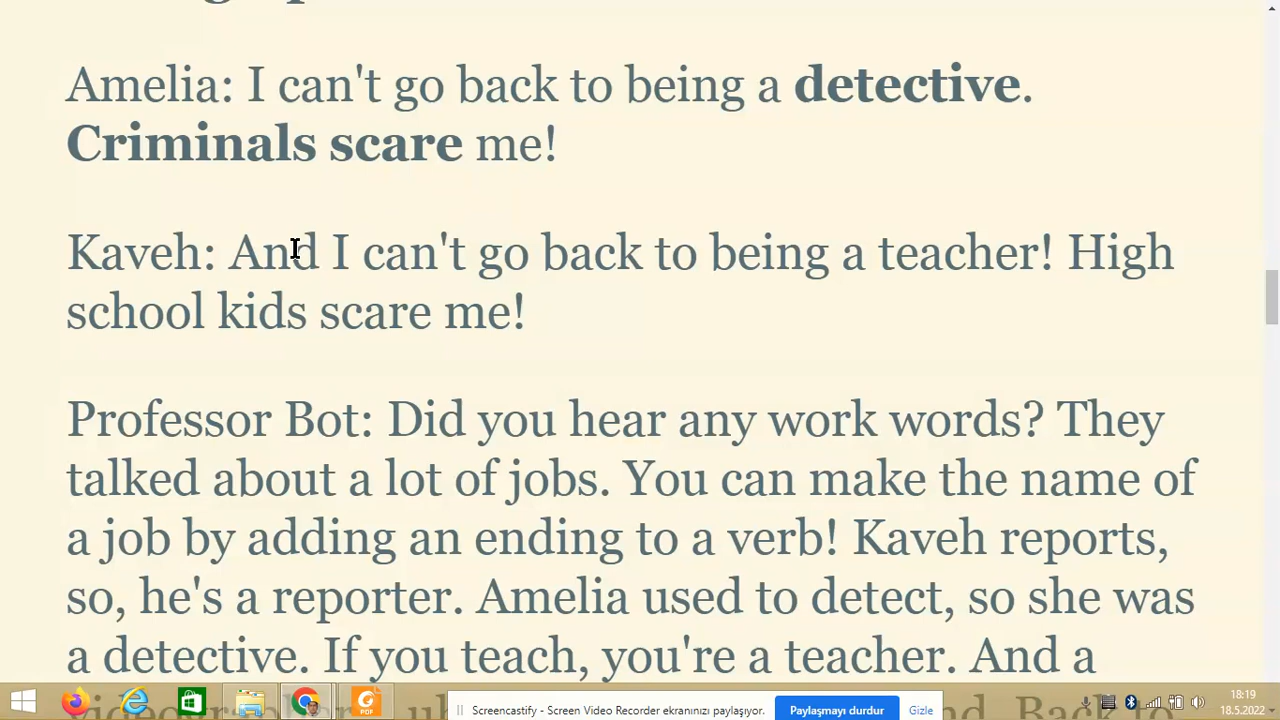 Amelia: I can't go back to being a detective.
Criminals scare me!
Kaveh: And I can't go back to being a teacher! High
school kids scare me!
Professor Bot: Did you hear any work words? They
talked about a lot of jobs. You can make the name of
a job by adding an ending to a verb! Kaveh reports,
so, he's a reporter. Amelia used to detect, so she was
a detective. If you teach, you're a teacher. And a
Screencastify - Screen Video Recorder ekranınızı paylaşıyor.
Paylaşmayı durdur
Gizle
PDF
18:19
18.5.2022